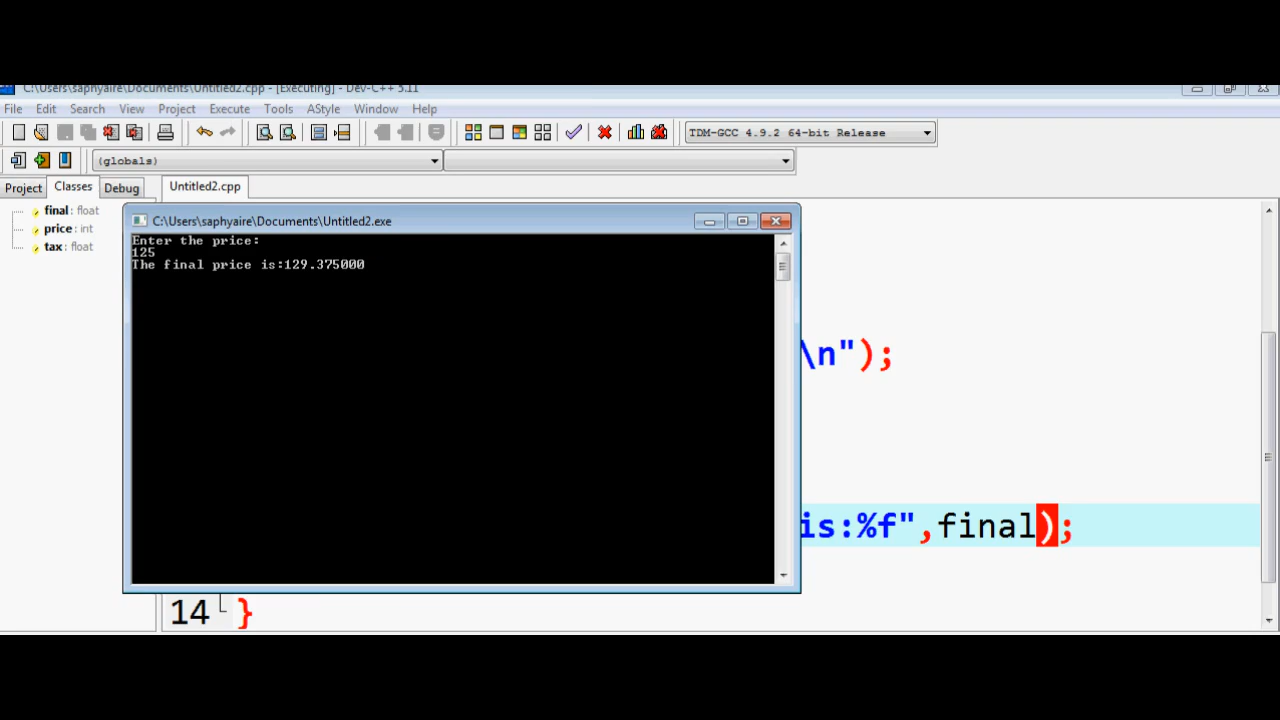 C:\Users\saphyaire\Documents\Untitled2.cpp - [Executing] - Dev-C++ 5.11
File Edit Search View Project Execute Tools AStyle Window Help
TDM-GCC 4.9.2 64-bit Release
(globals)
Project Classes Debug Untitled2.cpp
final : float
price : int
tax : float
C:\Users\saphyaire\Documents\Untitled2.exe
Enter the price:
125
The final price is:129.375000
\n");
is:%f",final);
14 }